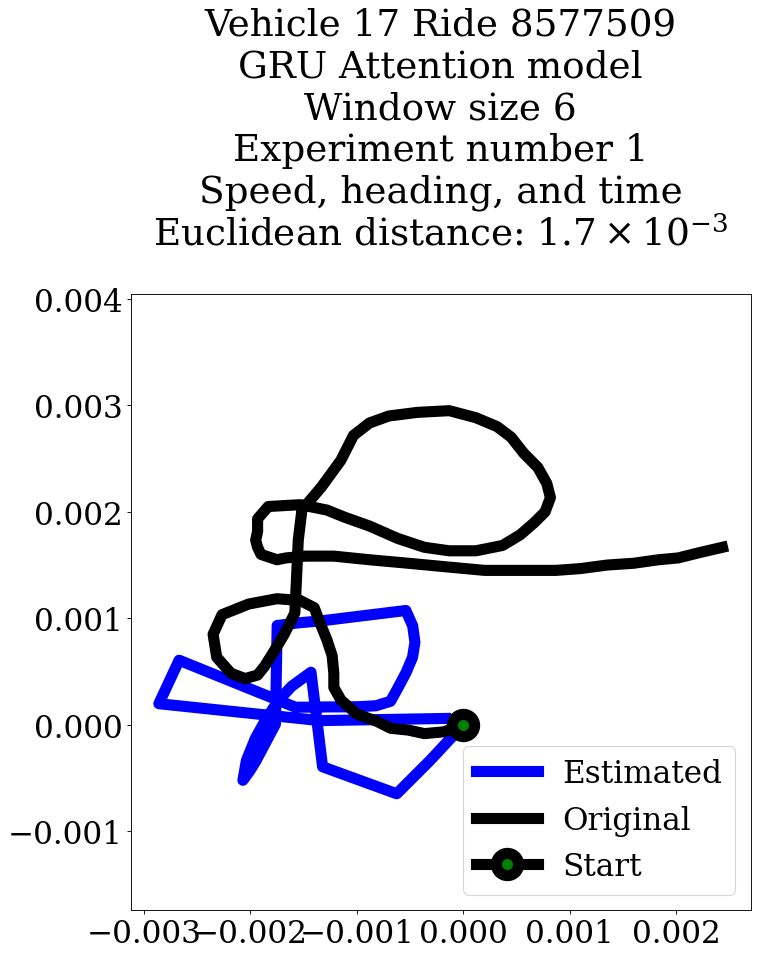 Vehicle 17 Ride 8577509
GRU Attention model
Window size 6
Experiment number 1
Speed, heading, and time
Euclidean distance: 1.7 × 10⁻³
0.004
0.003
0.002
0.001
0.000
−0.001
Estimated
Original
Start
−0.003 −0.002 −0.001 0.000 0.001 0.002